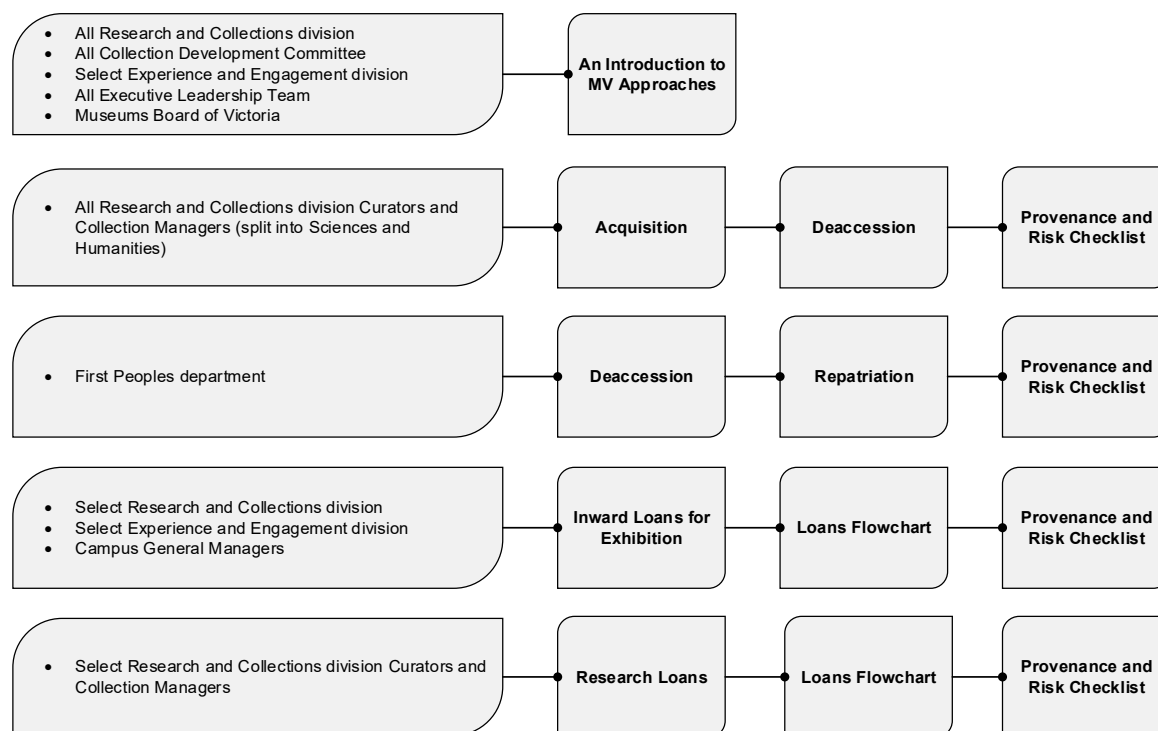 • All Research and Collections division
• All Collection Development Committee
• Select Experience and Engagement division
• All Executive Leadership Team
• Museums Board of Victoria
An Introduction to
MV Approaches
• All Research and Collections division Curators and
Collection Managers (split into Sciences and
Humanities)
Acquisition
Deaccession
Provenance and
Risk Checklist
• First Peoples department
Deaccession
Repatriation
Provenance and
Risk Checklist
• Select Research and Collections division
• Select Experience and Engagement division
• Campus General Managers
Inward Loans for
Exhibition
Loans Flowchart
Provenance and
Risk Checklist
• Select Research and Collections division Curators and
Collection Managers
Research Loans
Loans Flowchart
Provenance and
Risk Checklist